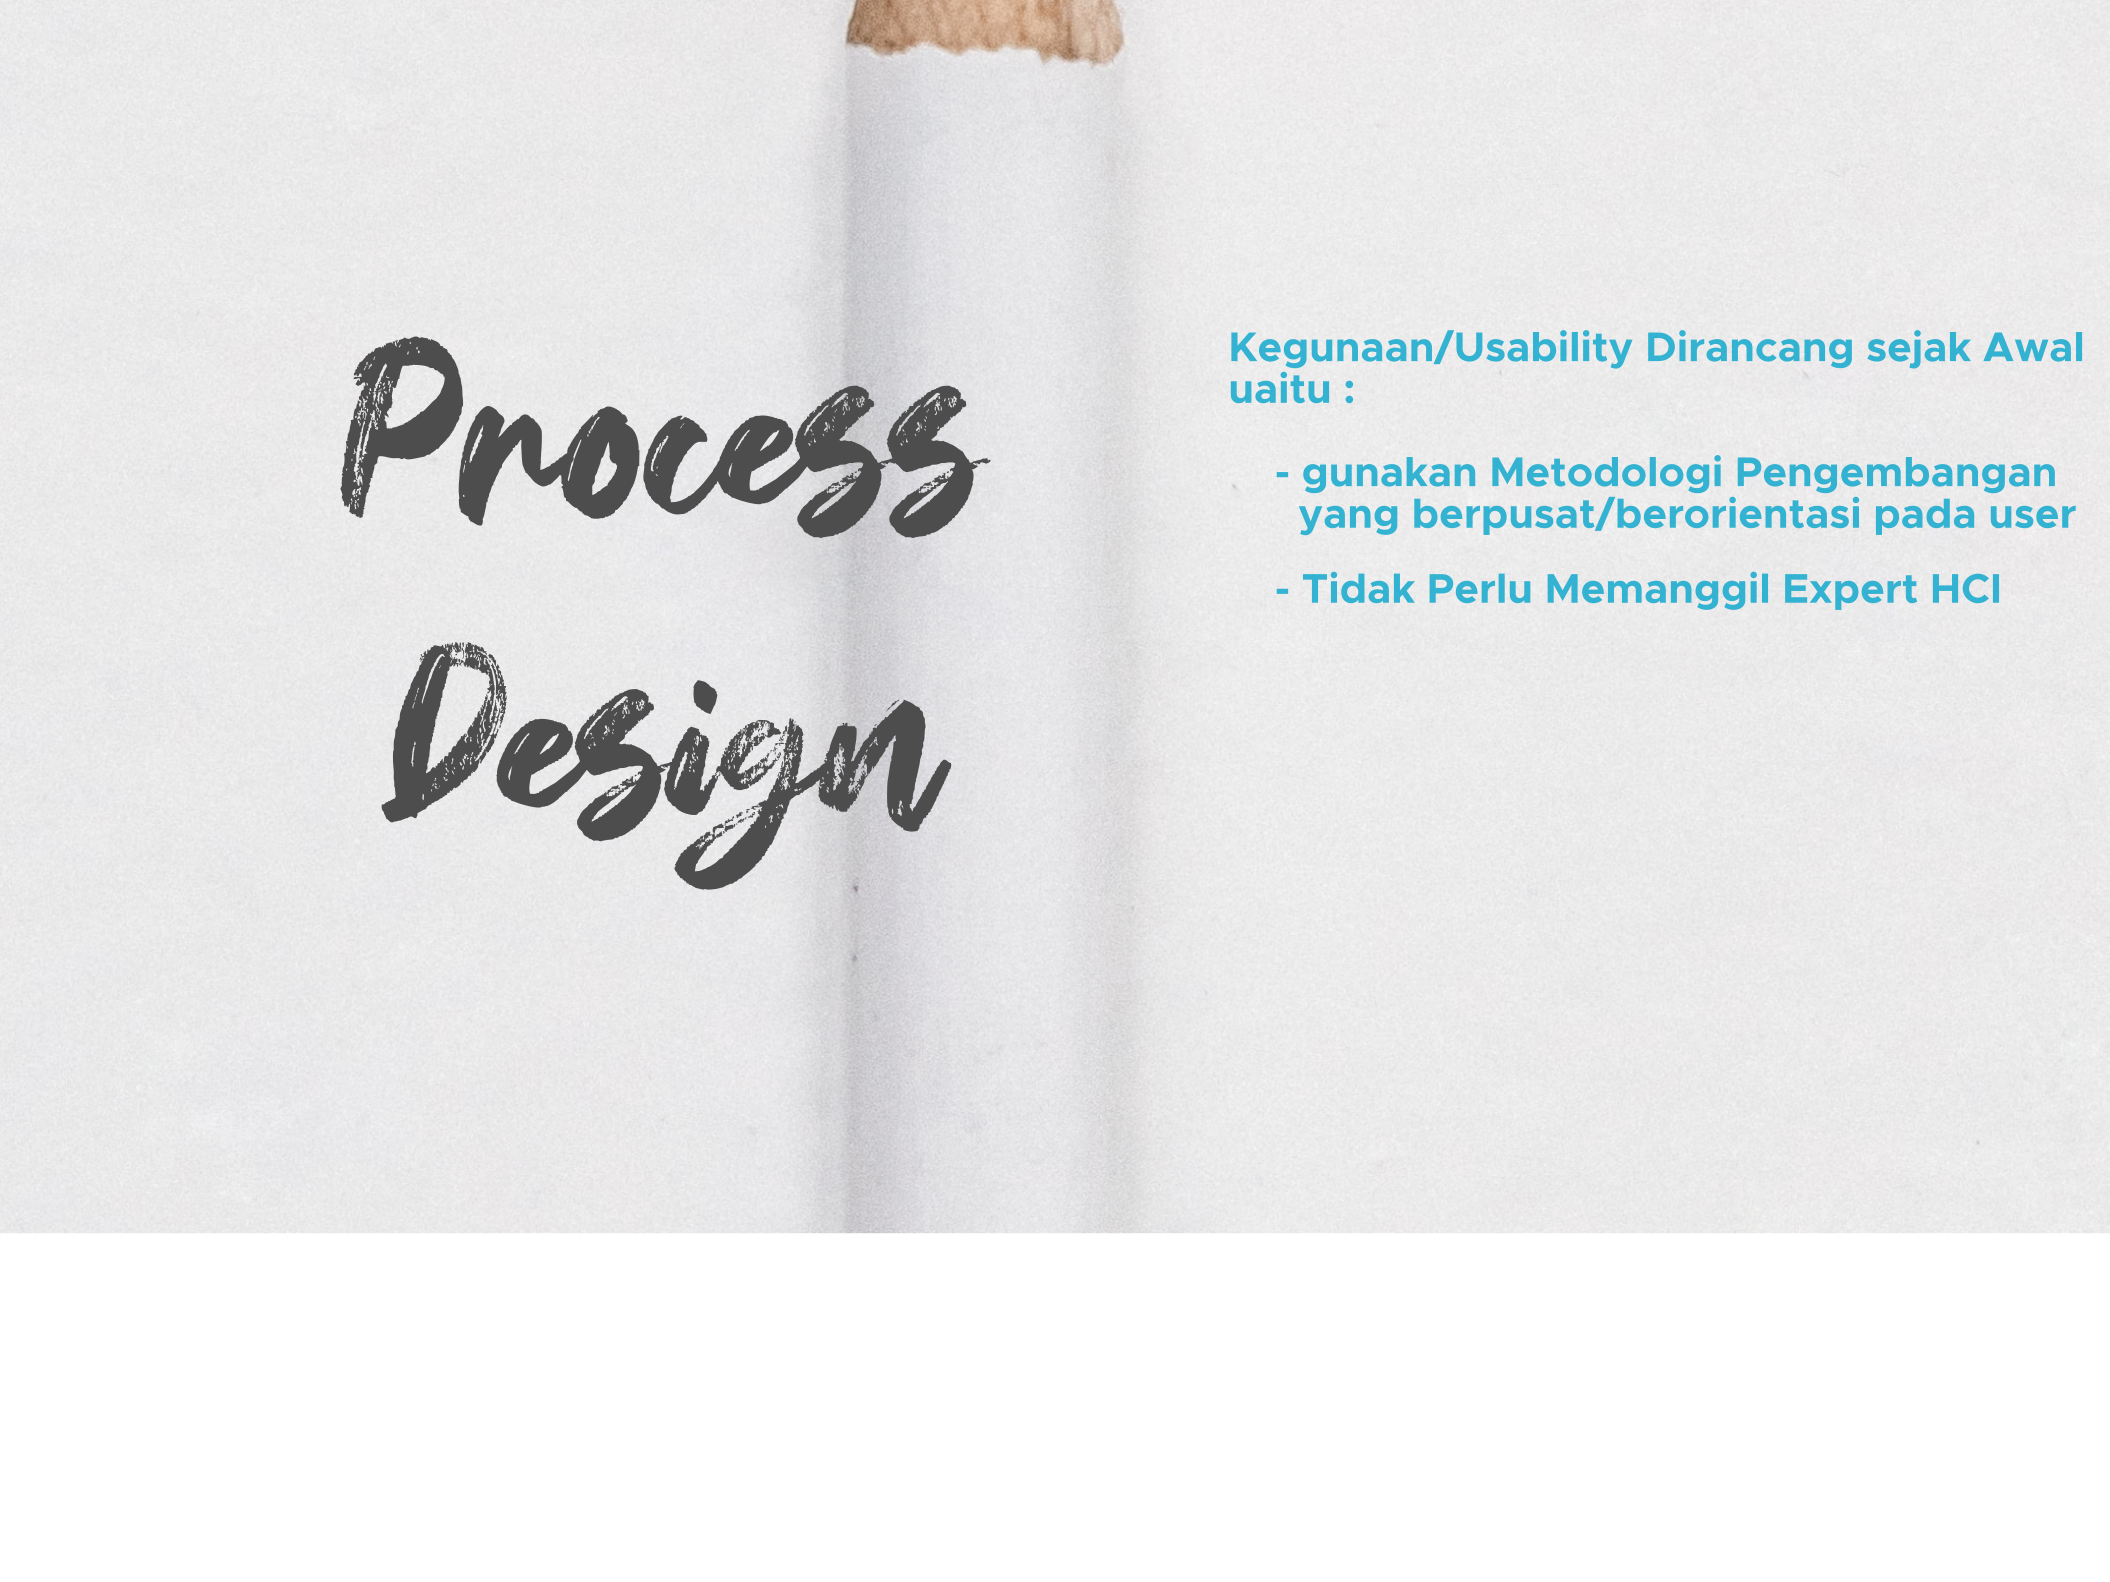 Process
Design
Kegunaan/Usability Dirancang sejak Awal
uaitu :
- gunakan Metodologi Pengembangan
yang berpusat/berorientasi pada user
- Tidak Perlu Memanggil Expert HCI